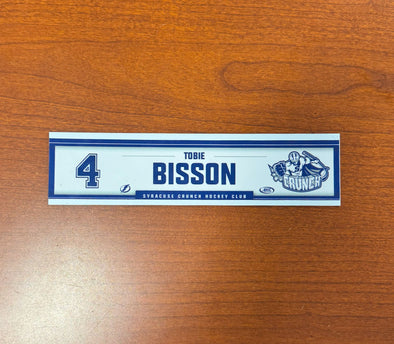 4
TOBIE
BISSON
CRUNCH
SYRACUSE CRUNCH HOCKEY CLUB